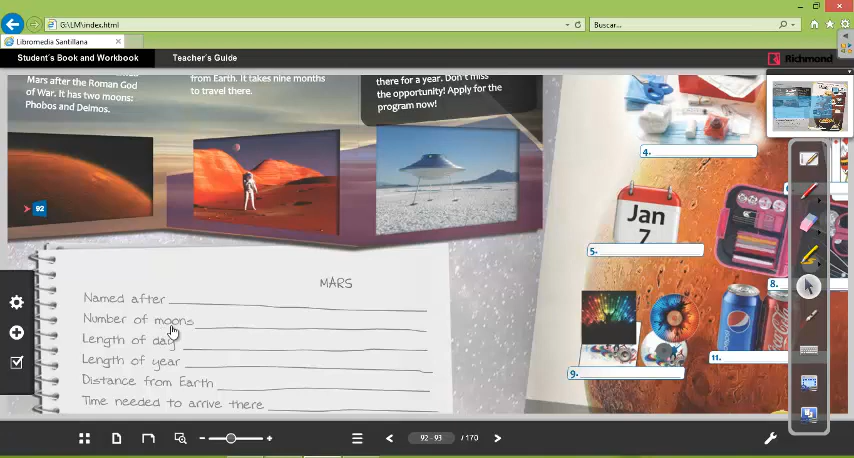 G:\LM\index.html
Buscar...
Libromedia Santillana
Student's Book and Workbook
Teacher's Guide
Richmond
Mars after the Roman God
of War. It has two moons:
Phobos and Deimos.
from Earth. It takes nine months
to travel there.
there for a year. Don't miss
the opportunity! Apply for the
program now!
92
MARS
Named after
Number of moons
Length of day
Length of year
Distance from Earth
Time needed to arrive there
4.
Jan
7
5.
8.
9.
pepsi
11.
92 - 93 / 170